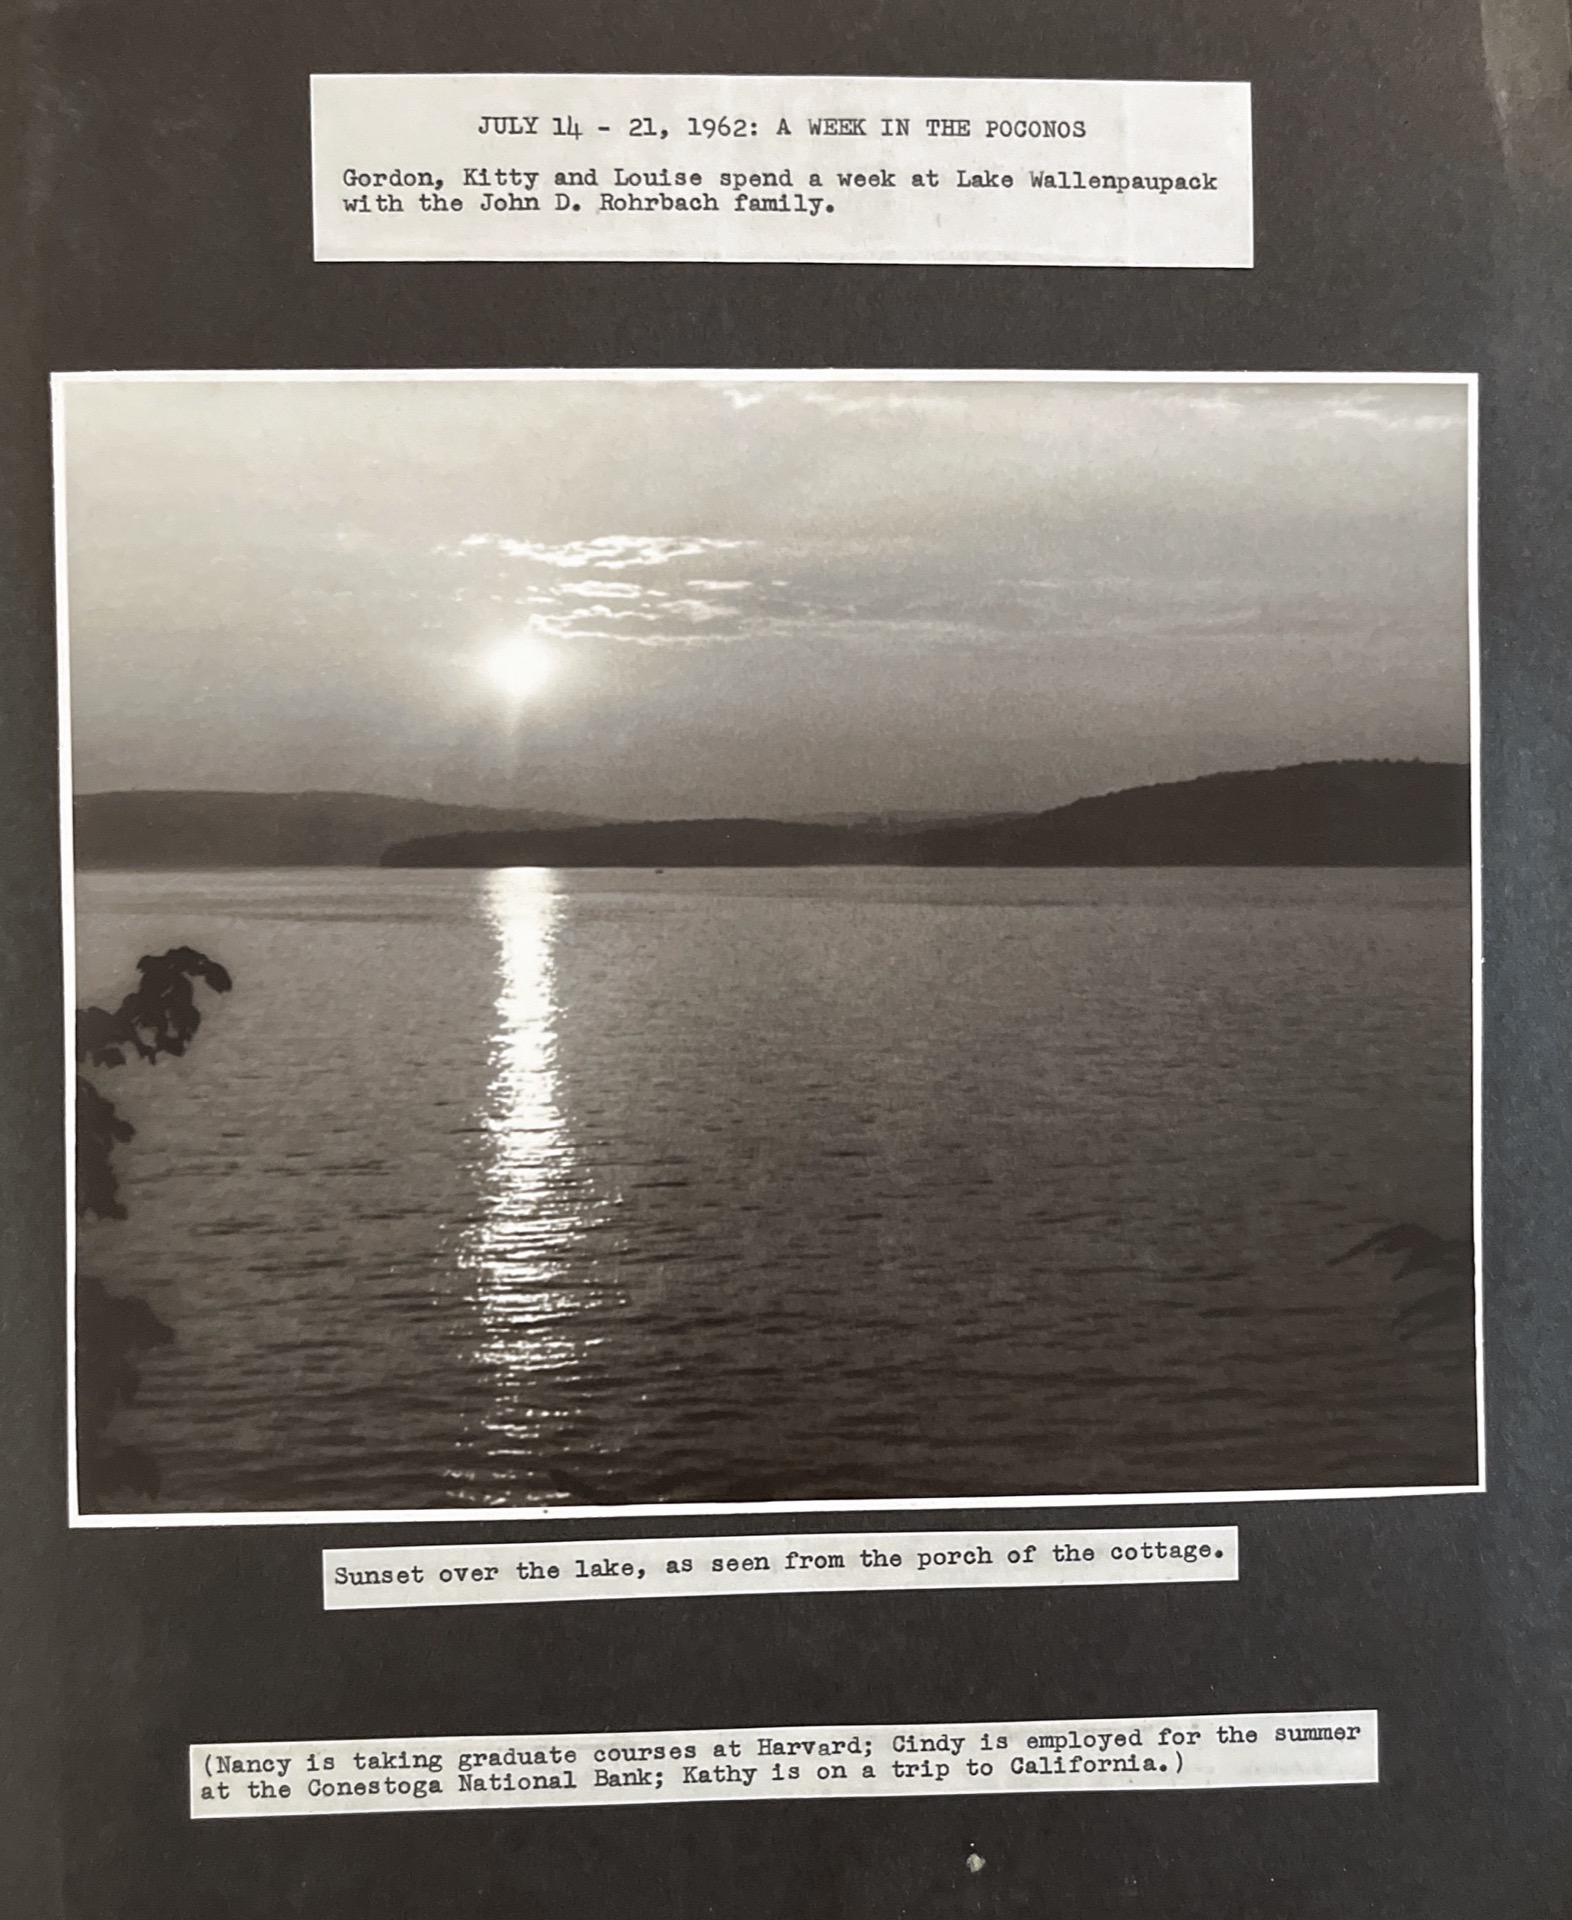 JULY 14 - 21, 1962: A WEEK IN THE POCONOS
Gordon, Kitty and Louise spend a week at Lake Wallenpaupack
with the John D. Rohrbach family.
Sunset over the lake, as seen from the porch of the cottage.
(Nancy is taking graduate courses at Harvard; Cindy is employed for the summer
at the Conestoga National Bank; Kathy is on a trip to California.)